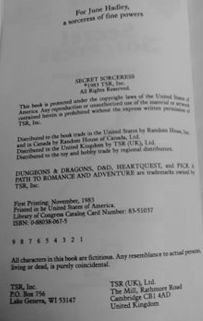 For June Hadley,
a sorceress of fine powers
SECRET SORCERESS
©1983 TSR, Inc.
All Rights Reserved.
This book is protected under the copyright laws of the United States of
America. Any reproduction or unauthorized use of the material or artwork
contained herein is prohibited without the express written permission of
TSR, Inc.
Distributed to the book trade in the United States by Random House, Inc.
and in Canada by Random House of Canada, Ltd.
Distributed in the United Kingdom by TSR (UK), Ltd.
Distributed to the toy and hobby trade by regional distributors.
DUNGEONS & DRAGONS, D&D, HEARTQUEST, and PICK A
PATH TO ROMANCE AND ADVENTURE are trademarks owned by
TSR, Inc.
First Printing: November, 1983
Printed in the United States of America.
Library of Congress Catalog Card Number: 83-51037
ISBN: 0-88038-067-5
9 8 7 6 5 4 3 2 1
All characters in this book are fictitious. Any resemblance to actual persons,
living or dead, is purely coincidental.
TSR, Inc.
P.O. Box 756
Lake Geneva, WI 53147
TSR (UK), Ltd.
The Mill, Rathmore Road
Cambridge CB1 4AD
United Kingdom